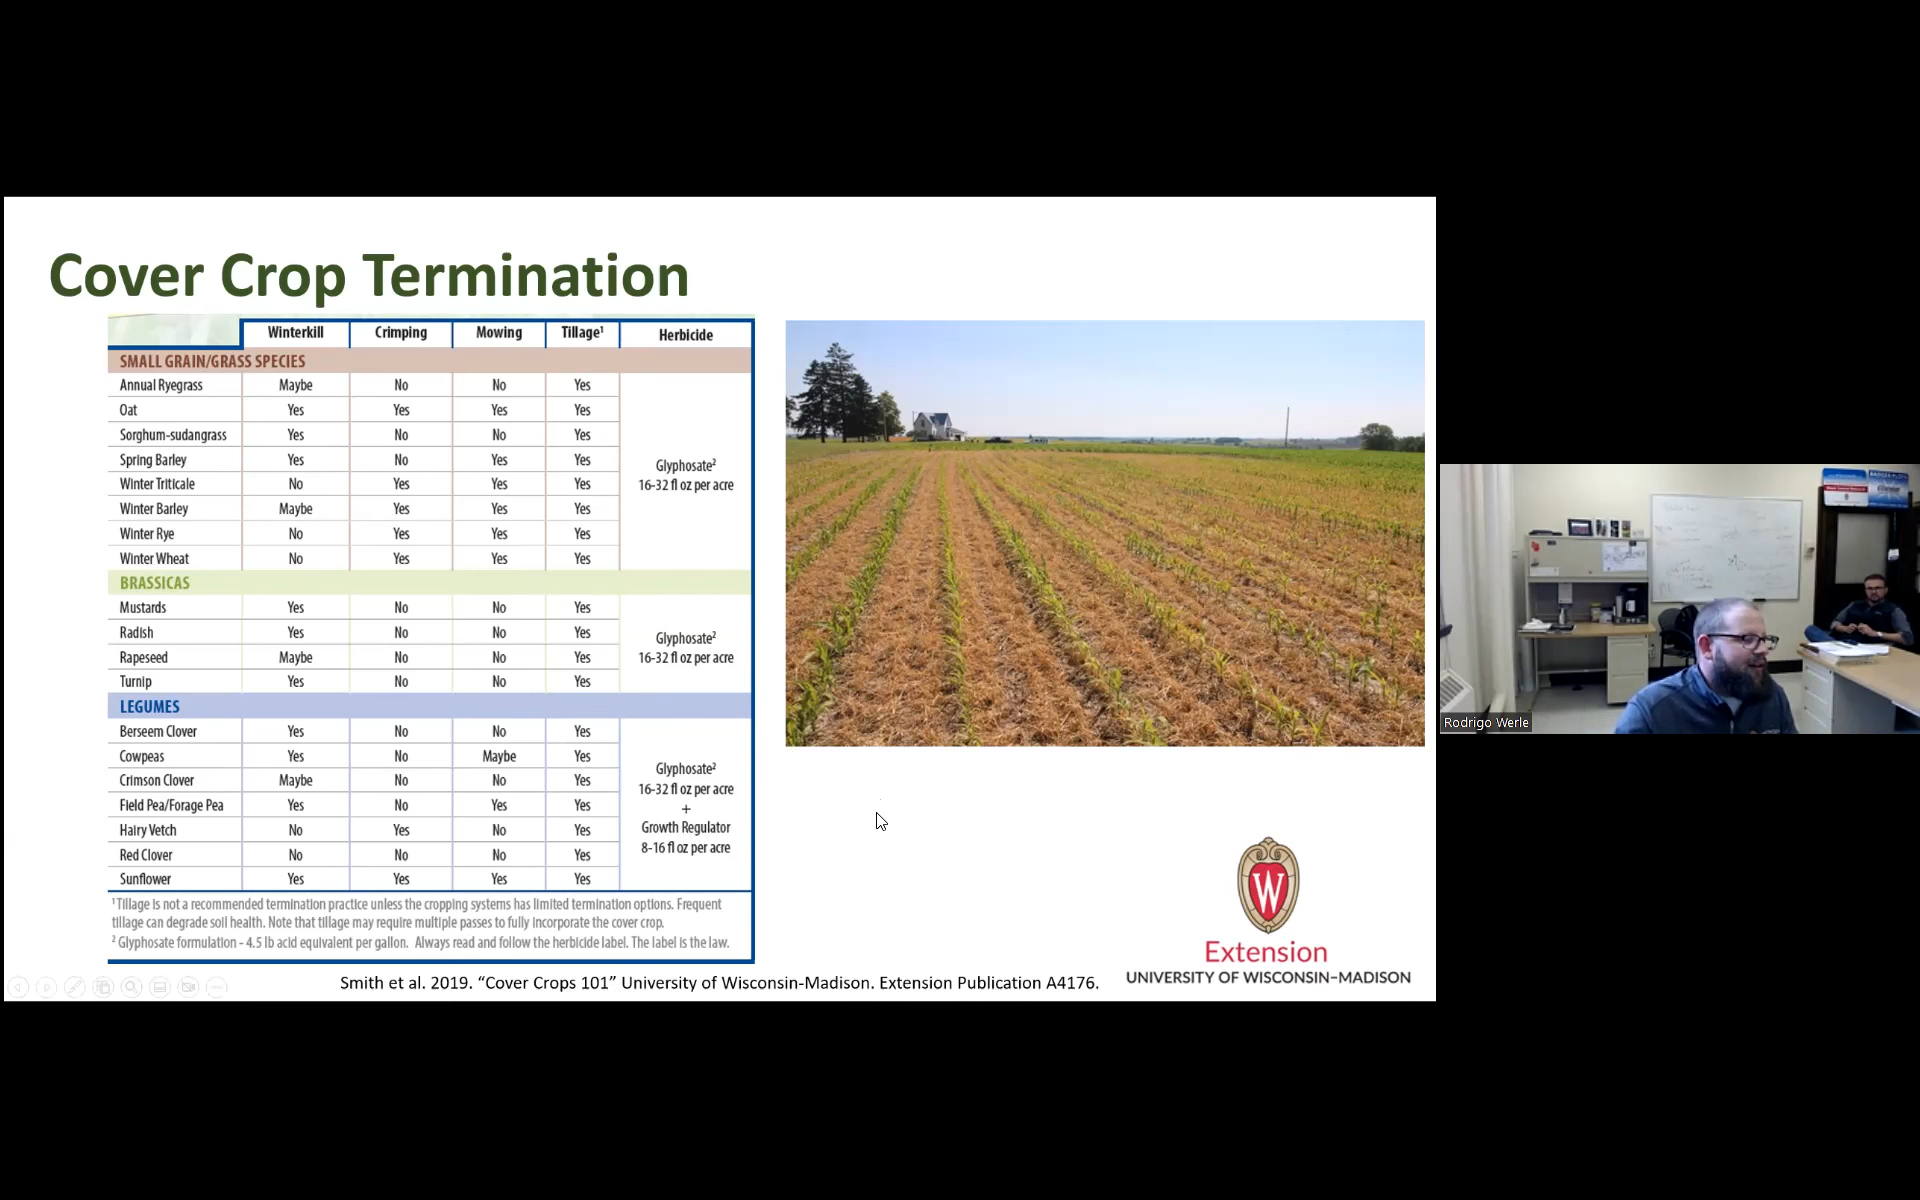 Cover Crop Termination
Winterkill Crimping Mowing Tillage¹ Herbicide
SMALL GRAIN/GRASS SPECIES
Annual Ryegrass Maybe No No Yes
Oat Yes Yes Yes Yes
Sorghum-sudangrass Yes No No Yes
Spring Barley Yes No Yes Yes
Winter Triticale No Yes Yes Yes
Winter Barley Maybe Yes Yes Yes
Winter Rye No Yes Yes Yes
Winter Wheat No Yes Yes Yes
Glyphosate²
16-32 fl oz per acre
BRASSICAS
Mustards Yes No No Yes
Radish Yes No No Yes
Rapeseed Maybe No No Yes
Turnip Yes No No Yes
Glyphosate²
16-32 fl oz per acre
LEGUMES
Berseem Clover Yes No No Yes
Cowpeas Yes No Maybe Yes
Crimson Clover Maybe No No Yes
Field Pea/Forage Pea Yes No Yes Yes
Hairy Vetch No Yes No Yes
Red Clover No No No Yes
Sunflower Yes Yes Yes Yes
Glyphosate²
16-32 fl oz per acre
+
Growth Regulator
8-16 fl oz per acre
¹ Tillage is not a recommended termination practice unless the cropping systems has limited termination options. Frequent
tillage can degrade soil health. Note that tillage may require multiple passes to fully incorporate the cover crop.
² Glyphosate formulation - 4.5 lb acid equivalent per gallon. Always read and follow the herbicide label. The label is the law.
Smith et al. 2019. “Cover Crops 101” University of Wisconsin-Madison. Extension Publication A4176.
W
Extension
UNIVERSITY OF WISCONSIN–MADISON
Rodrigo Werle